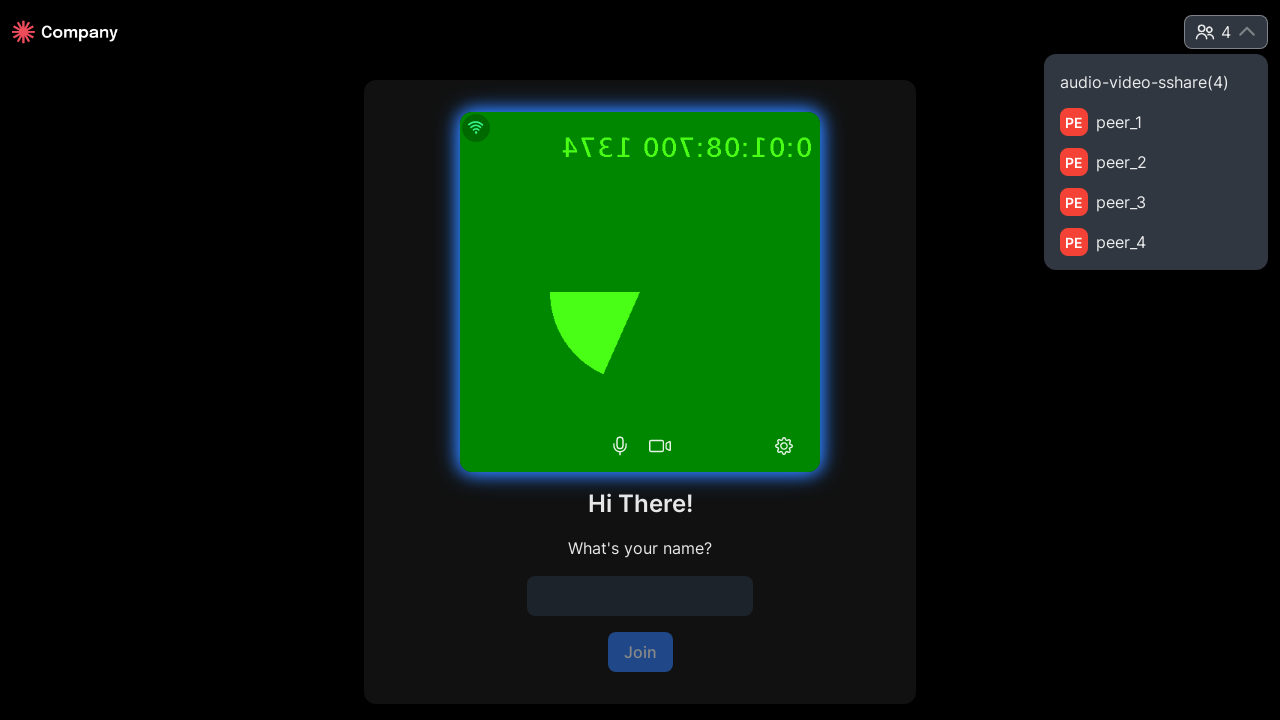 Company
4
audio-video-sshare(4)
PE peer_1
PE peer_2
PE peer_3
PE peer_4
0:01:08:700 1374
Hi There!
What's your name?
Join